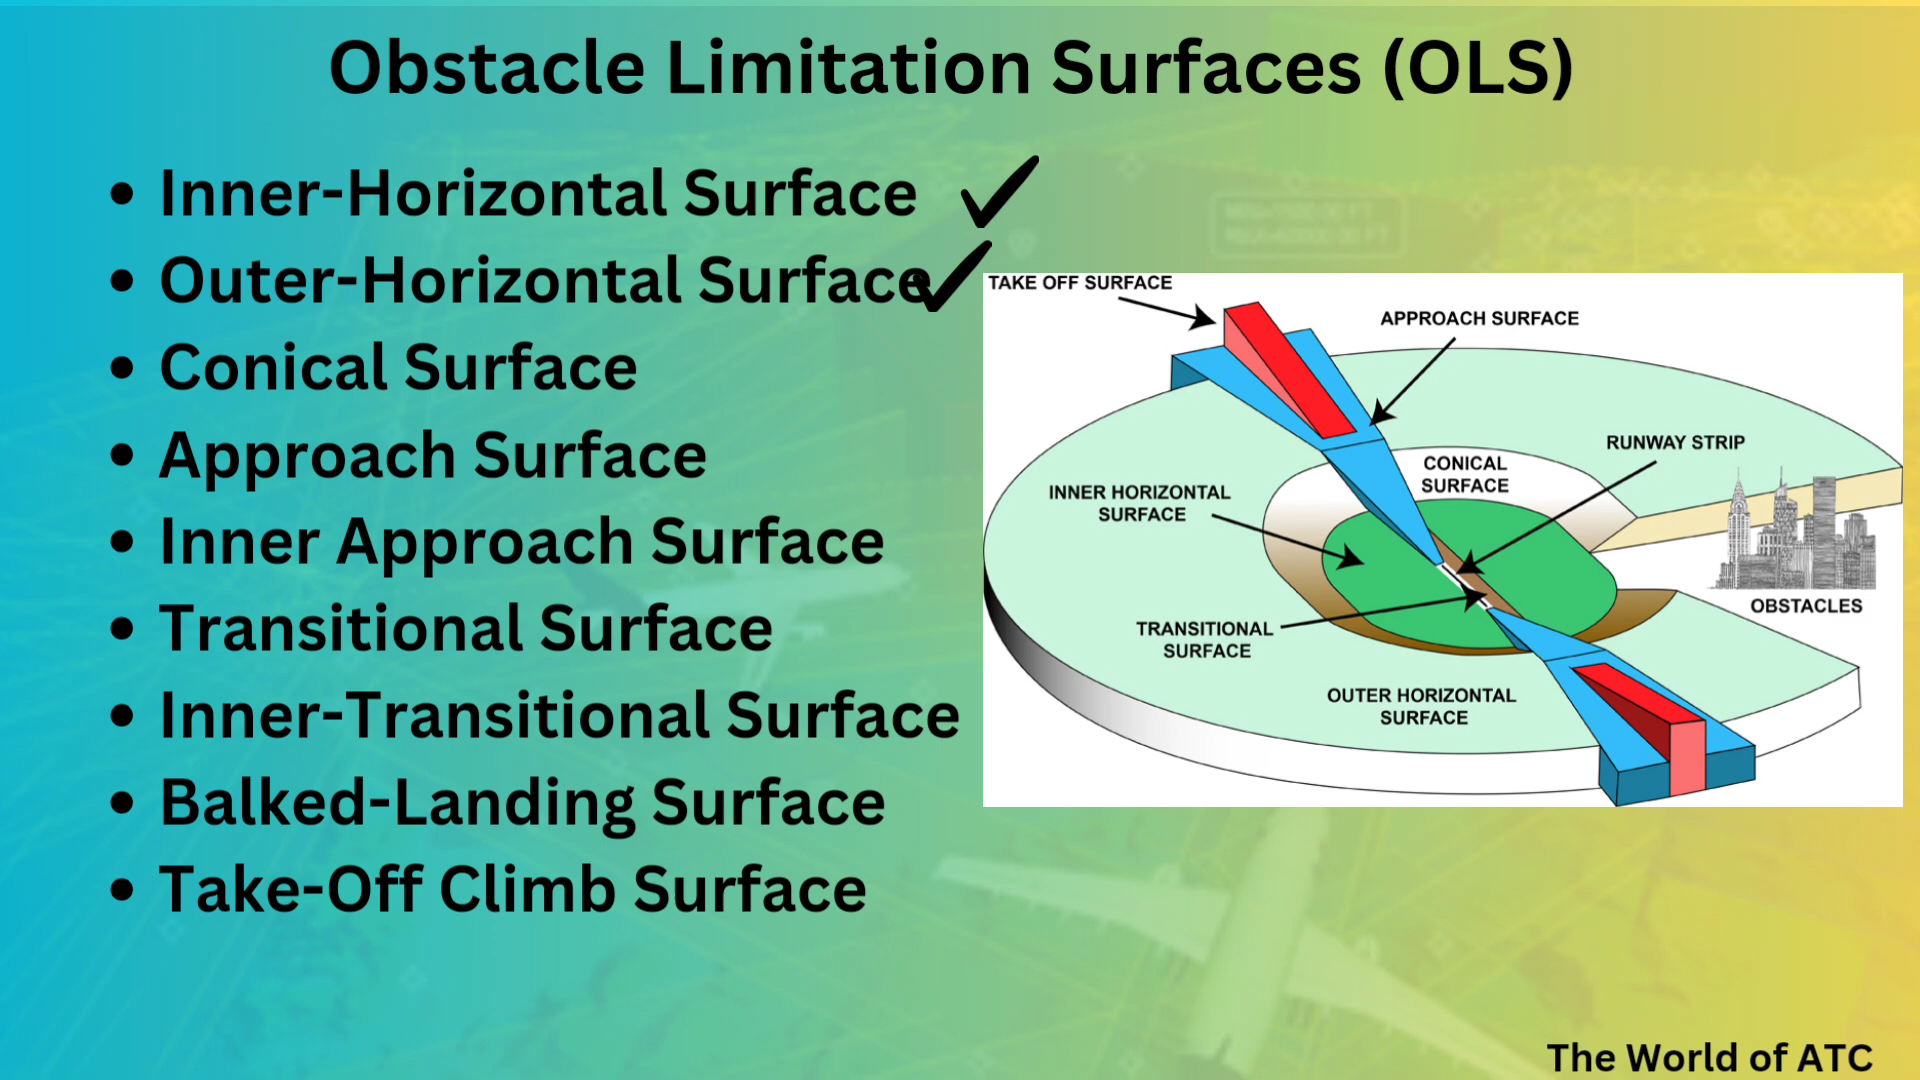 Obstacle Limitation Surfaces (OLS)
Inner-Horizontal Surface
Outer-Horizontal Surface
Conical Surface
Approach Surface
Inner Approach Surface
Transitional Surface
Inner-Transitional Surface
Balked-Landing Surface
Take-Off Climb Surface
TAKE OFF SURFACE
APPROACH SURFACE
RUNWAY STRIP
CONICAL
SURFACE
INNER HORIZONTAL
SURFACE
OBSTACLES
TRANSITIONAL
SURFACE
OUTER HORIZONTAL
SURFACE
The World of ATC